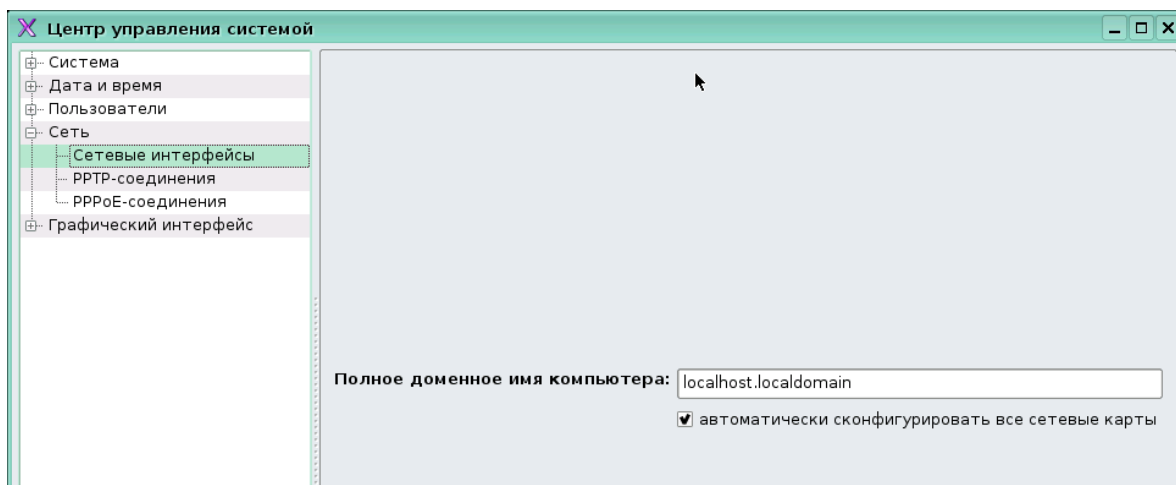 Центр управления системой
Система
Дата и время
Пользователи
Сеть
Сетевые интерфейсы
PPTP-соединения
PPPoE-соединения
Графический интерфейс
Полное доменное имя компьютера: localhost.localdomain
автоматически сконфигурировать все сетевые карты